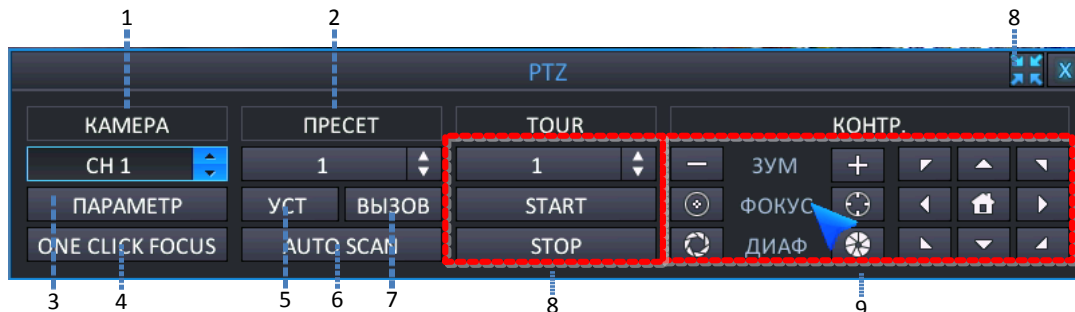 1 2 8
PTZ X
КАМЕРА ПРЕСЕТ TOUR КОНТР.
CH 1 1 1 ЗУМ
ПАРАМЕТР УСТ ВЫЗОВ START ФОКУС
ONE CLICK FOCUS AUTO SCAN STOP ДИАФ
3 4 5 6 7 8 9